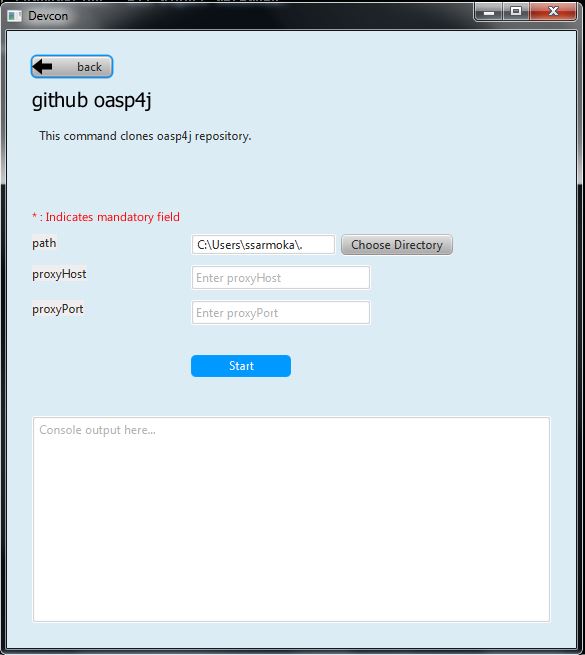 Devcon
back
github oasp4j
This command clones oasp4j repository.
* : Indicates mandatory field
path C:\Users\ssarmoka\. Choose Directory
proxyHost Enter proxyHost
proxyPort Enter proxyPort
Start
Console output here...